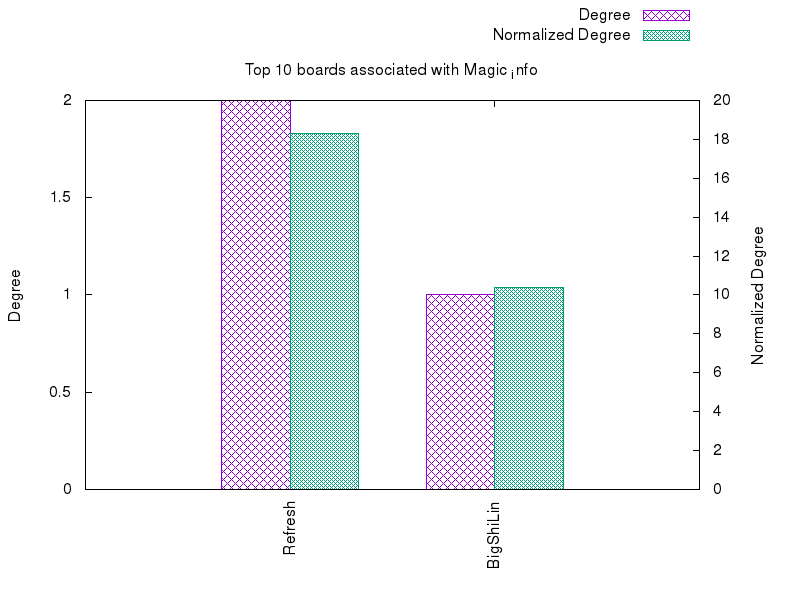 Degree
Normalized Degree
Top 10 boards associated with Magic info
2
1.5
1
0.5
0
20
18
16
14
12
10
8
6
4
2
0
Degree
Normalized Degree
Refresh
BigShiLin